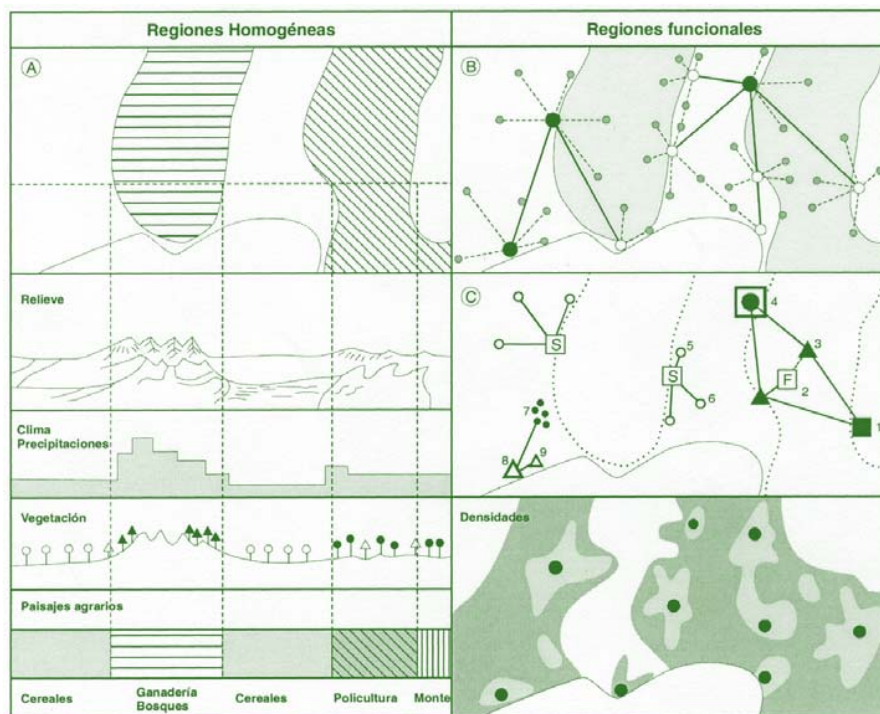 Regiones Homogéneas
Regiones funcionales
A
B
Relieve
C
4
3
F
2
1
S
5
S
6
7
8
9
Clima
Precipitaciones
Vegetación
Densidades
Paisajes agrarios
Cereales
Ganadería
Bosques
Cereales
Policultura
Monte